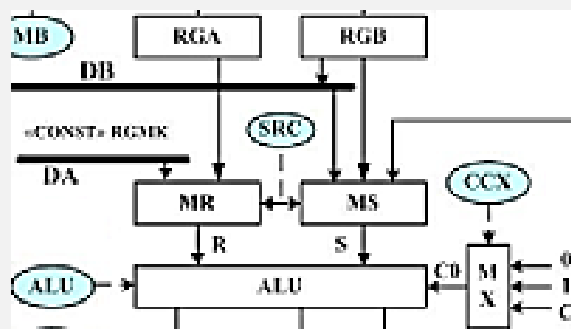 MB
RGA
RGB
DB
«CONST» RGMK
SRC
DA
CCX
MR
MS
R
S
ALU
ALU
C0
M
X
0
1
C